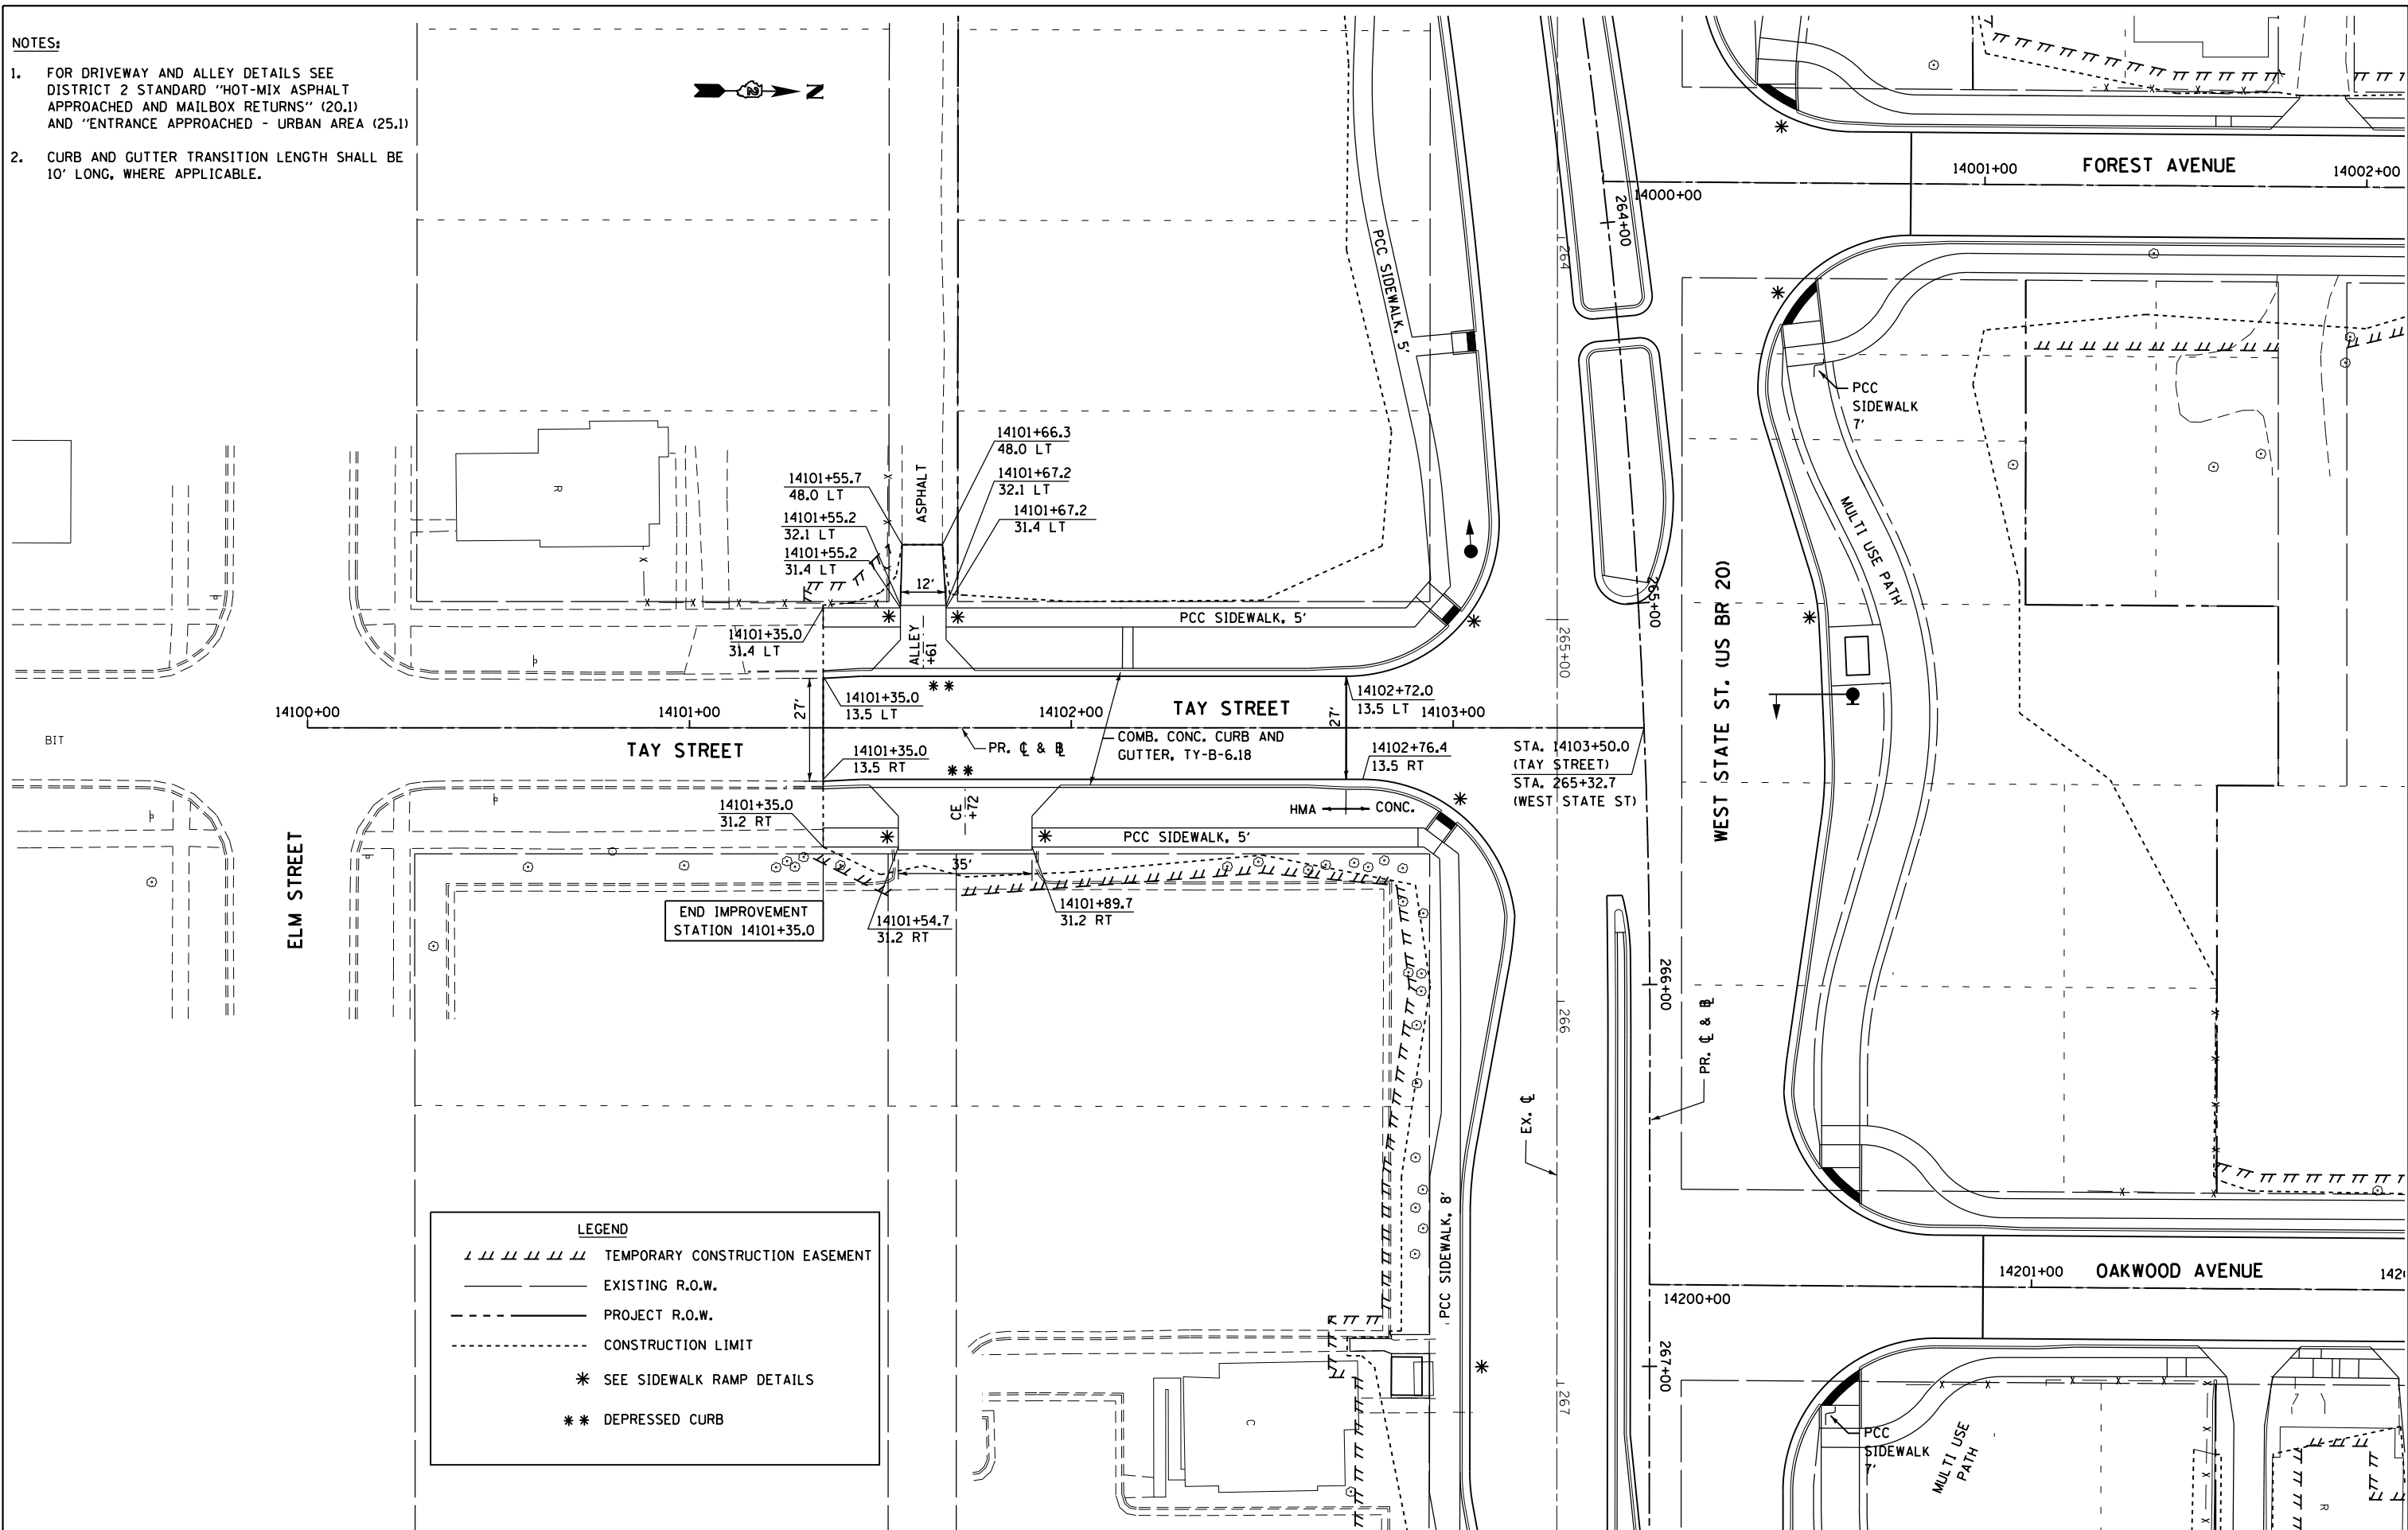 NOTES:
1. FOR DRIVEWAY AND ALLEY DETAILS SEE
DISTRICT 2 STANDARD "HOT-MIX ASPHALT
APPROACHED AND MAILBOX RETURNS" (20.1)
AND "ENTRANCE APPROACHED - URBAN AREA (25.1)
2. CURB AND GUTTER TRANSITION LENGTH SHALL BE
10' LONG, WHERE APPLICABLE.
N
14000+00
14001+00
FOREST AVENUE
14002+00
264+00
264
PCC SIDEWALK, 5'
PCC
SIDEWALK
7'
MULTI USE PATH
R
ASPHALT
14101+66.3
48.0 LT
14101+55.7
48.0 LT
14101+67.2
32.1 LT
14101+55.2
32.1 LT
14101+67.2
31.4 LT
14101+55.2
31.4 LT
12'
14101+35.0
31.4 LT
ALLEY
+61
PCC SIDEWALK, 5'
265+00
265+00
WEST STATE ST. (US BR 20)
14100+00
14101+00
27'
14101+35.0
13.5 LT
14102+00
TAY STREET
27'
14102+72.0
13.5 LT
14103+00
BIT
TAY STREET
14101+35.0
13.5 RT
PR. ℄ & B
COMB. CONC. CURB AND
GUTTER, TY-B-6.18
14102+76.4
13.5 RT
STA. 14103+50.0
(TAY STREET)
STA. 265+32.7
(WEST STATE ST)
14101+35.0
31.2 RT
CE
+72
HMA
CONC.
PCC SIDEWALK, 5'
35'
ELM STREET
END IMPROVEMENT
STATION 14101+35.0
14101+54.7
31.2 RT
14101+89.7
31.2 RT
266+00
266
PR. ℄ & B
EX. ℄
PCC SIDEWALK, 8'
14200+00
14201+00
OAKWOOD AVENUE
142
267+00
267
C
PCC
SIDEWALK
7'
MULTI USE
PATH
R
LEGEND
TEMPORARY CONSTRUCTION EASEMENT
EXISTING R.O.W.
PROJECT R.O.W.
CONSTRUCTION LIMIT
* SEE SIDEWALK RAMP DETAILS
** DEPRESSED CURB